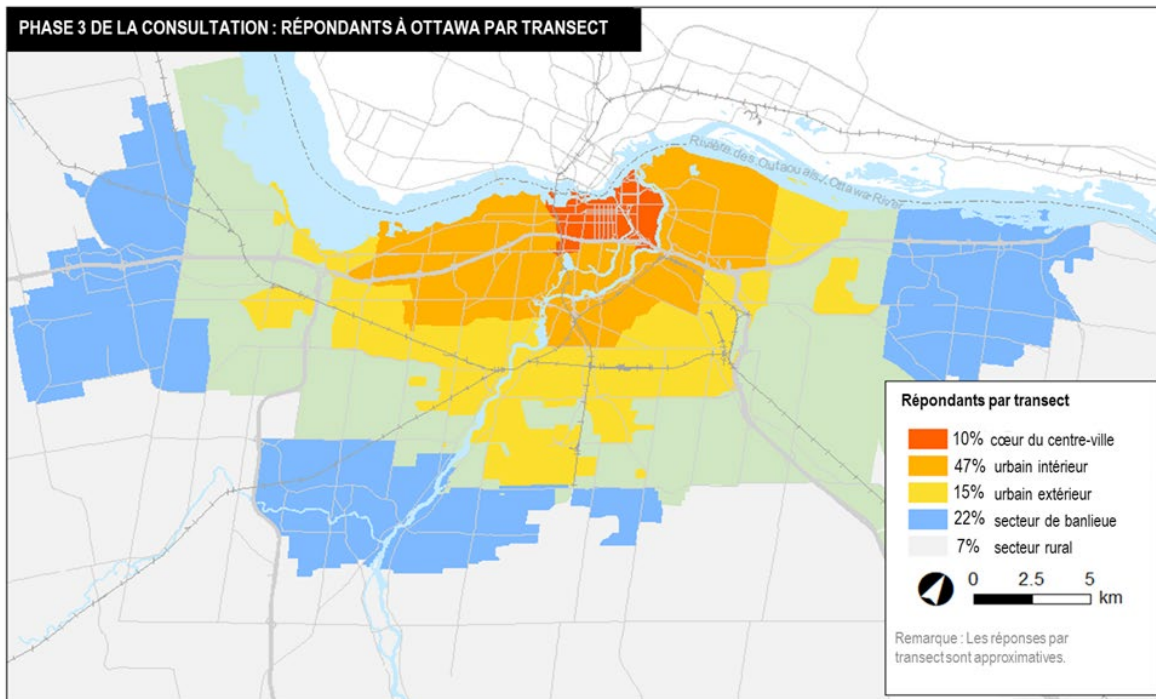 PHASE 3 DE LA CONSULTATION : RÉPONDANTS À OTTAWA PAR TRANSECT
Rivière des Outaouais / Ottawa River
Répondants par transect
10% cœur du centre-ville
47% urbain intérieur
15% urbain extérieur
22% secteur de banlieue
7% secteur rural
0 2.5 5
km
Remarque : Les réponses par
transect sont approximatives.